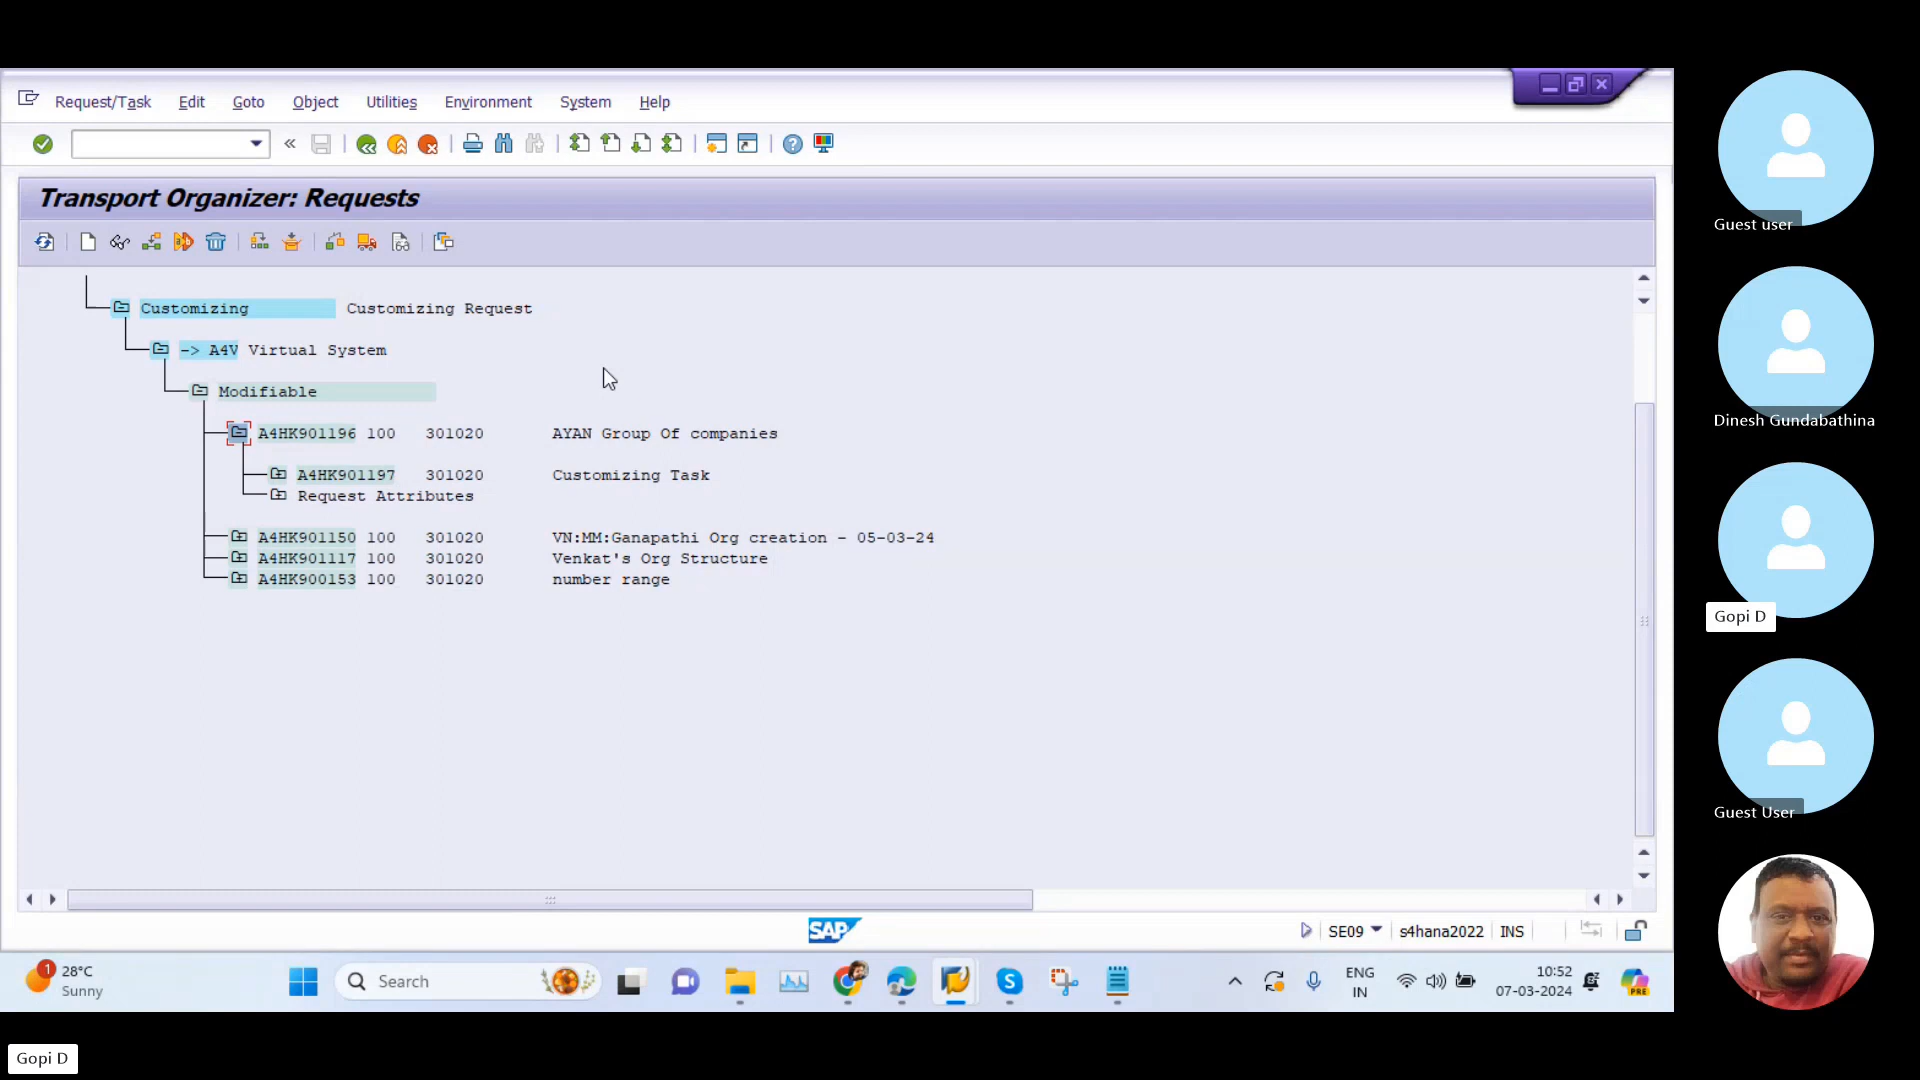 Request/Task Edit Goto Object Utilities Environment System Help
Transport Organizer: Requests
Customizing Customizing Request
-> A4V Virtual System
Modifiable
A4HK901196 100 301020 AYAN Group Of companies
A4HK901197 301020 Customizing Task
Request Attributes
A4HK901150 100 301020 VN:MM:Ganapathi Org creation - 05-03-24
A4HK901117 100 301020 Venkat's Org Structure
A4HK900153 100 301020 number range
SAP SE09 s4hana2022 INS
1 28°C
Sunny
Search
ENG
IN
10:52
07-03-2024
PRE
Guest user
Dinesh Gundabathina
Gopi D
Guest User
Gopi D